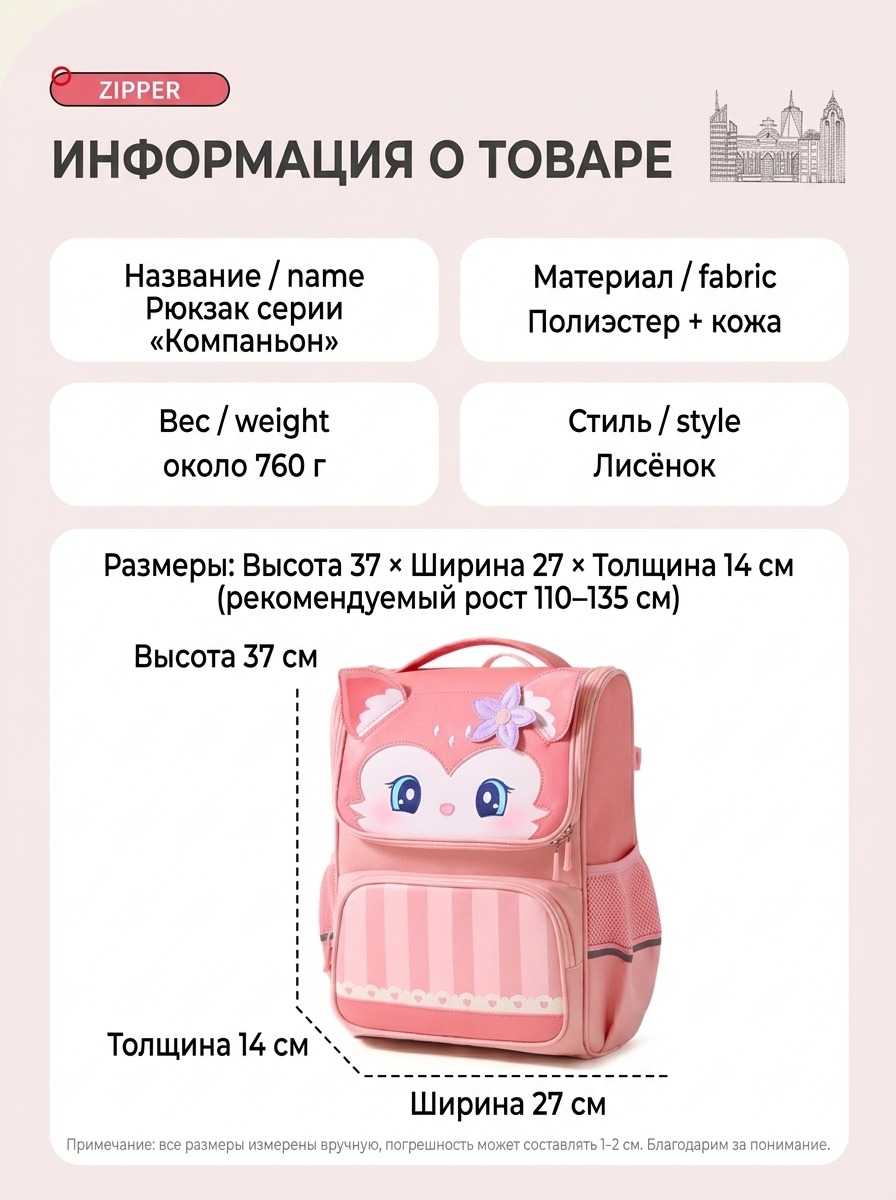 ZIPPER
ИНФОРМАЦИЯ О ТОВАРЕ
Название / name
Рюкзак серии
«Компаньон»
Материал / fabric
Полиэстер + кожа
Вес / weight
около 760 г
Стиль / style
Лисёнок
Размеры: Высота 37 × Ширина 27 × Толщина 14 см
(рекомендуемый рост 110–135 см)
Высота 37 см
Толщина 14 см
Ширина 27 см
Примечание: все размеры измерены вручную, погрешность может составлять 1-2 см. Благодарим за понимание.